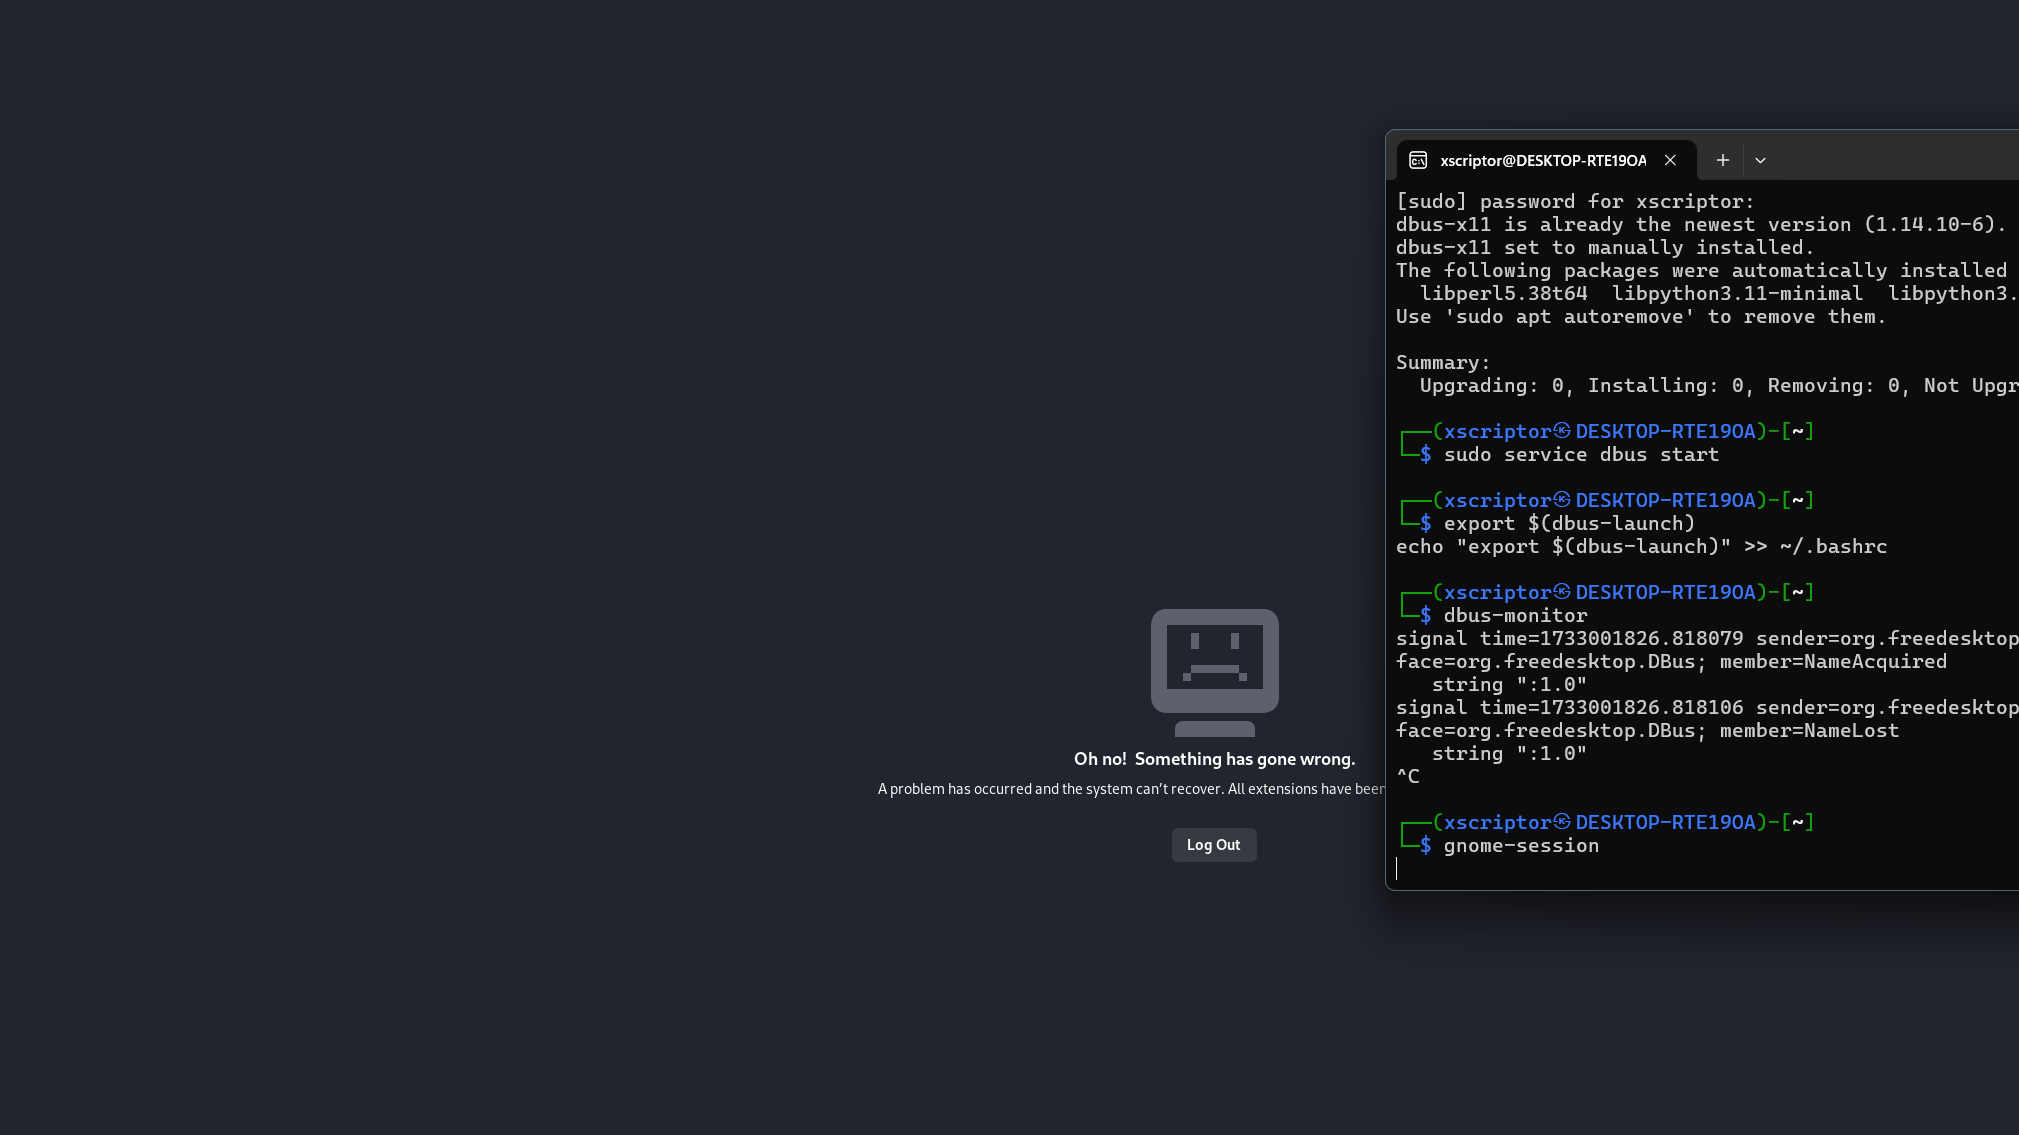 Oh no! Something has gone wrong.
A problem has occurred and the system can't recover. All extensions have been
Log Out
xscriptor@DESKTOP-RTE19OA
[sudo] password for xscriptor:
dbus-x11 is already the newest version (1.14.10-6).
dbus-x11 set to manually installed.
The following packages were automatically installed
libperl5.38t64 libpython3.11-minimal libpython3.
Use 'sudo apt autoremove' to remove them.
Summary:
Upgrading: 0, Installing: 0, Removing: 0, Not Upgr
(xscriptor㉿DESKTOP-RTE19OA)-[~]
$ sudo service dbus start
(xscriptor㉿DESKTOP-RTE19OA)-[~]
$ export $(dbus-launch)
echo "export $(dbus-launch)" >> ~/.bashrc
(xscriptor㉿DESKTOP-RTE19OA)-[~]
$ dbus-monitor
signal time=1733001826.818079 sender=org.freedesktop
face=org.freedesktop.DBus; member=NameAcquired
string ":1.0"
signal time=1733001826.818106 sender=org.freedesktop
face=org.freedesktop.DBus; member=NameLost
string ":1.0"
^C
(xscriptor㉿DESKTOP-RTE19OA)-[~]
$ gnome-session